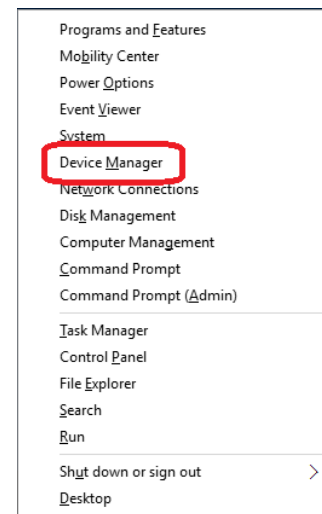 Programs and Features
Mobility Center
Power Options
Event Viewer
System
Device Manager
Network Connections
Disk Management
Computer Management
Command Prompt
Command Prompt (Admin)
Task Manager
Control Panel
File Explorer
Search
Run
Shut down or sign out
Desktop